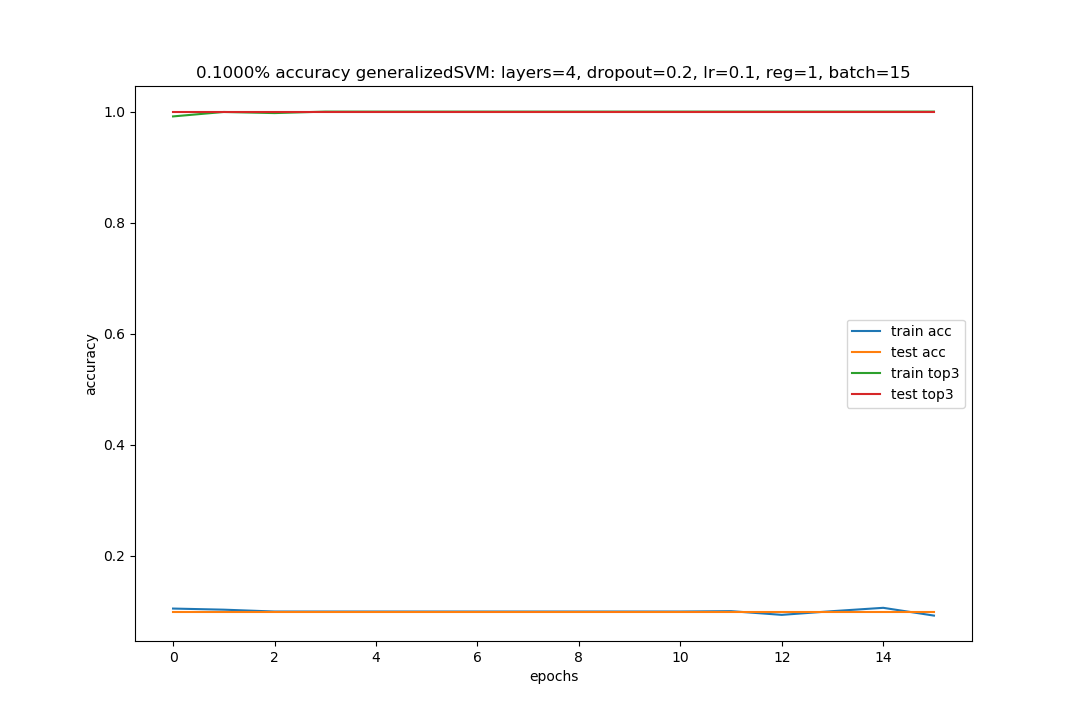 0.1000% accuracy generalizedSVM: layers=4, dropout=0.2, lr=0.1, reg=1, batch=15
1.0
0.8
0.6
0.4
0.2
accuracy
train acc
test acc
train top3
test top3
0 2 4 6 8 10 12 14
epochs